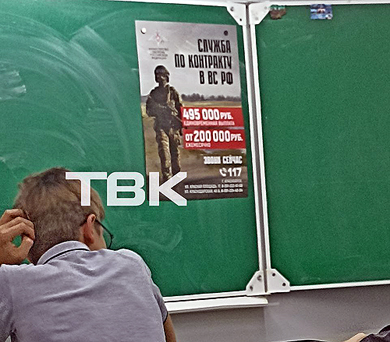 СЛУЖБА
ПО КОНТРАКТУ
В ВС РФ
495 000 РУБ.
ЕДИНОВРЕМЕННАЯ ВЫПЛАТА
ОТ 200 000 РУБ.
ЕЖЕМЕСЯЧНО
ЗВОНИ СЕЙЧАС
117
ТВК